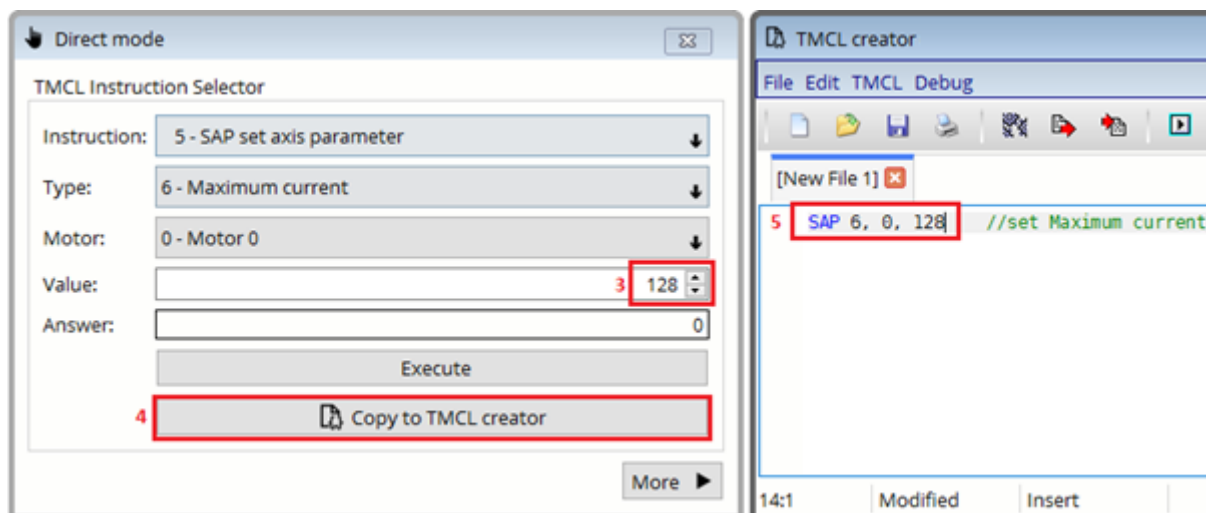 Direct mode
TMCL Instruction Selector
Instruction: 5 - SAP set axis parameter
Type: 6 - Maximum current
Motor: 0 - Motor 0
Value: 3 128
Answer: 0
Execute
4 Copy to TMCL creator
More
TMCL creator
File Edit TMCL Debug
[New File 1]
5 SAP 6, 0, 128 //set Maximum current
14:1 Modified Insert